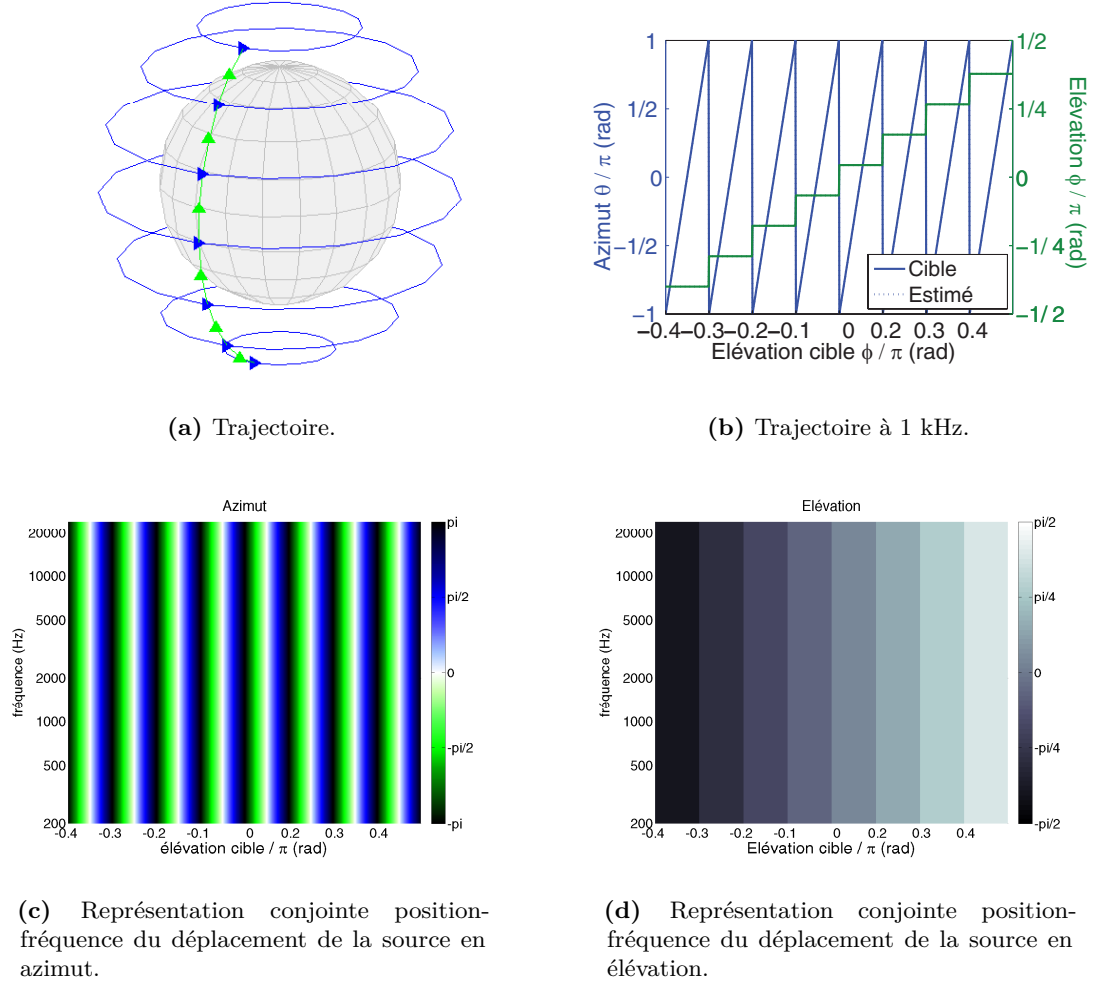 (a) Trajectoire.
1
1/2
0
−1/2
−1
Azimut θ / π (rad)
1/2
1/4
0
−1/4
−1/2
Elévation ϕ / π (rad)
Cible
Estimé
−0.4 −0.3 −0.2 −0.1 0 0.2 0.3 0.4
Elévation cible ϕ / π (rad)
(b) Trajectoire à 1 kHz.
Azimut
20000
10000
5000
2000
1000
500
200
fréquence (Hz)
-0.4 -0.3 -0.2 -0.1 0 0.2 0.3 0.4
élévation cible / π (rad)
pi
pi/2
0
-pi/2
-pi
Elévation
20000
10000
5000
2000
1000
500
200
fréquence (Hz)
-0.4 -0.3 -0.2 -0.1 0 0.2 0.3 0.4
Elévation cible / π (rad)
pi/2
pi/4
0
-pi/4
-pi/2
(c) Représentation conjointe position-
fréquence du déplacement de la source en
azimut.
(d) Représentation conjointe position-
fréquence du déplacement de la source en
élévation.